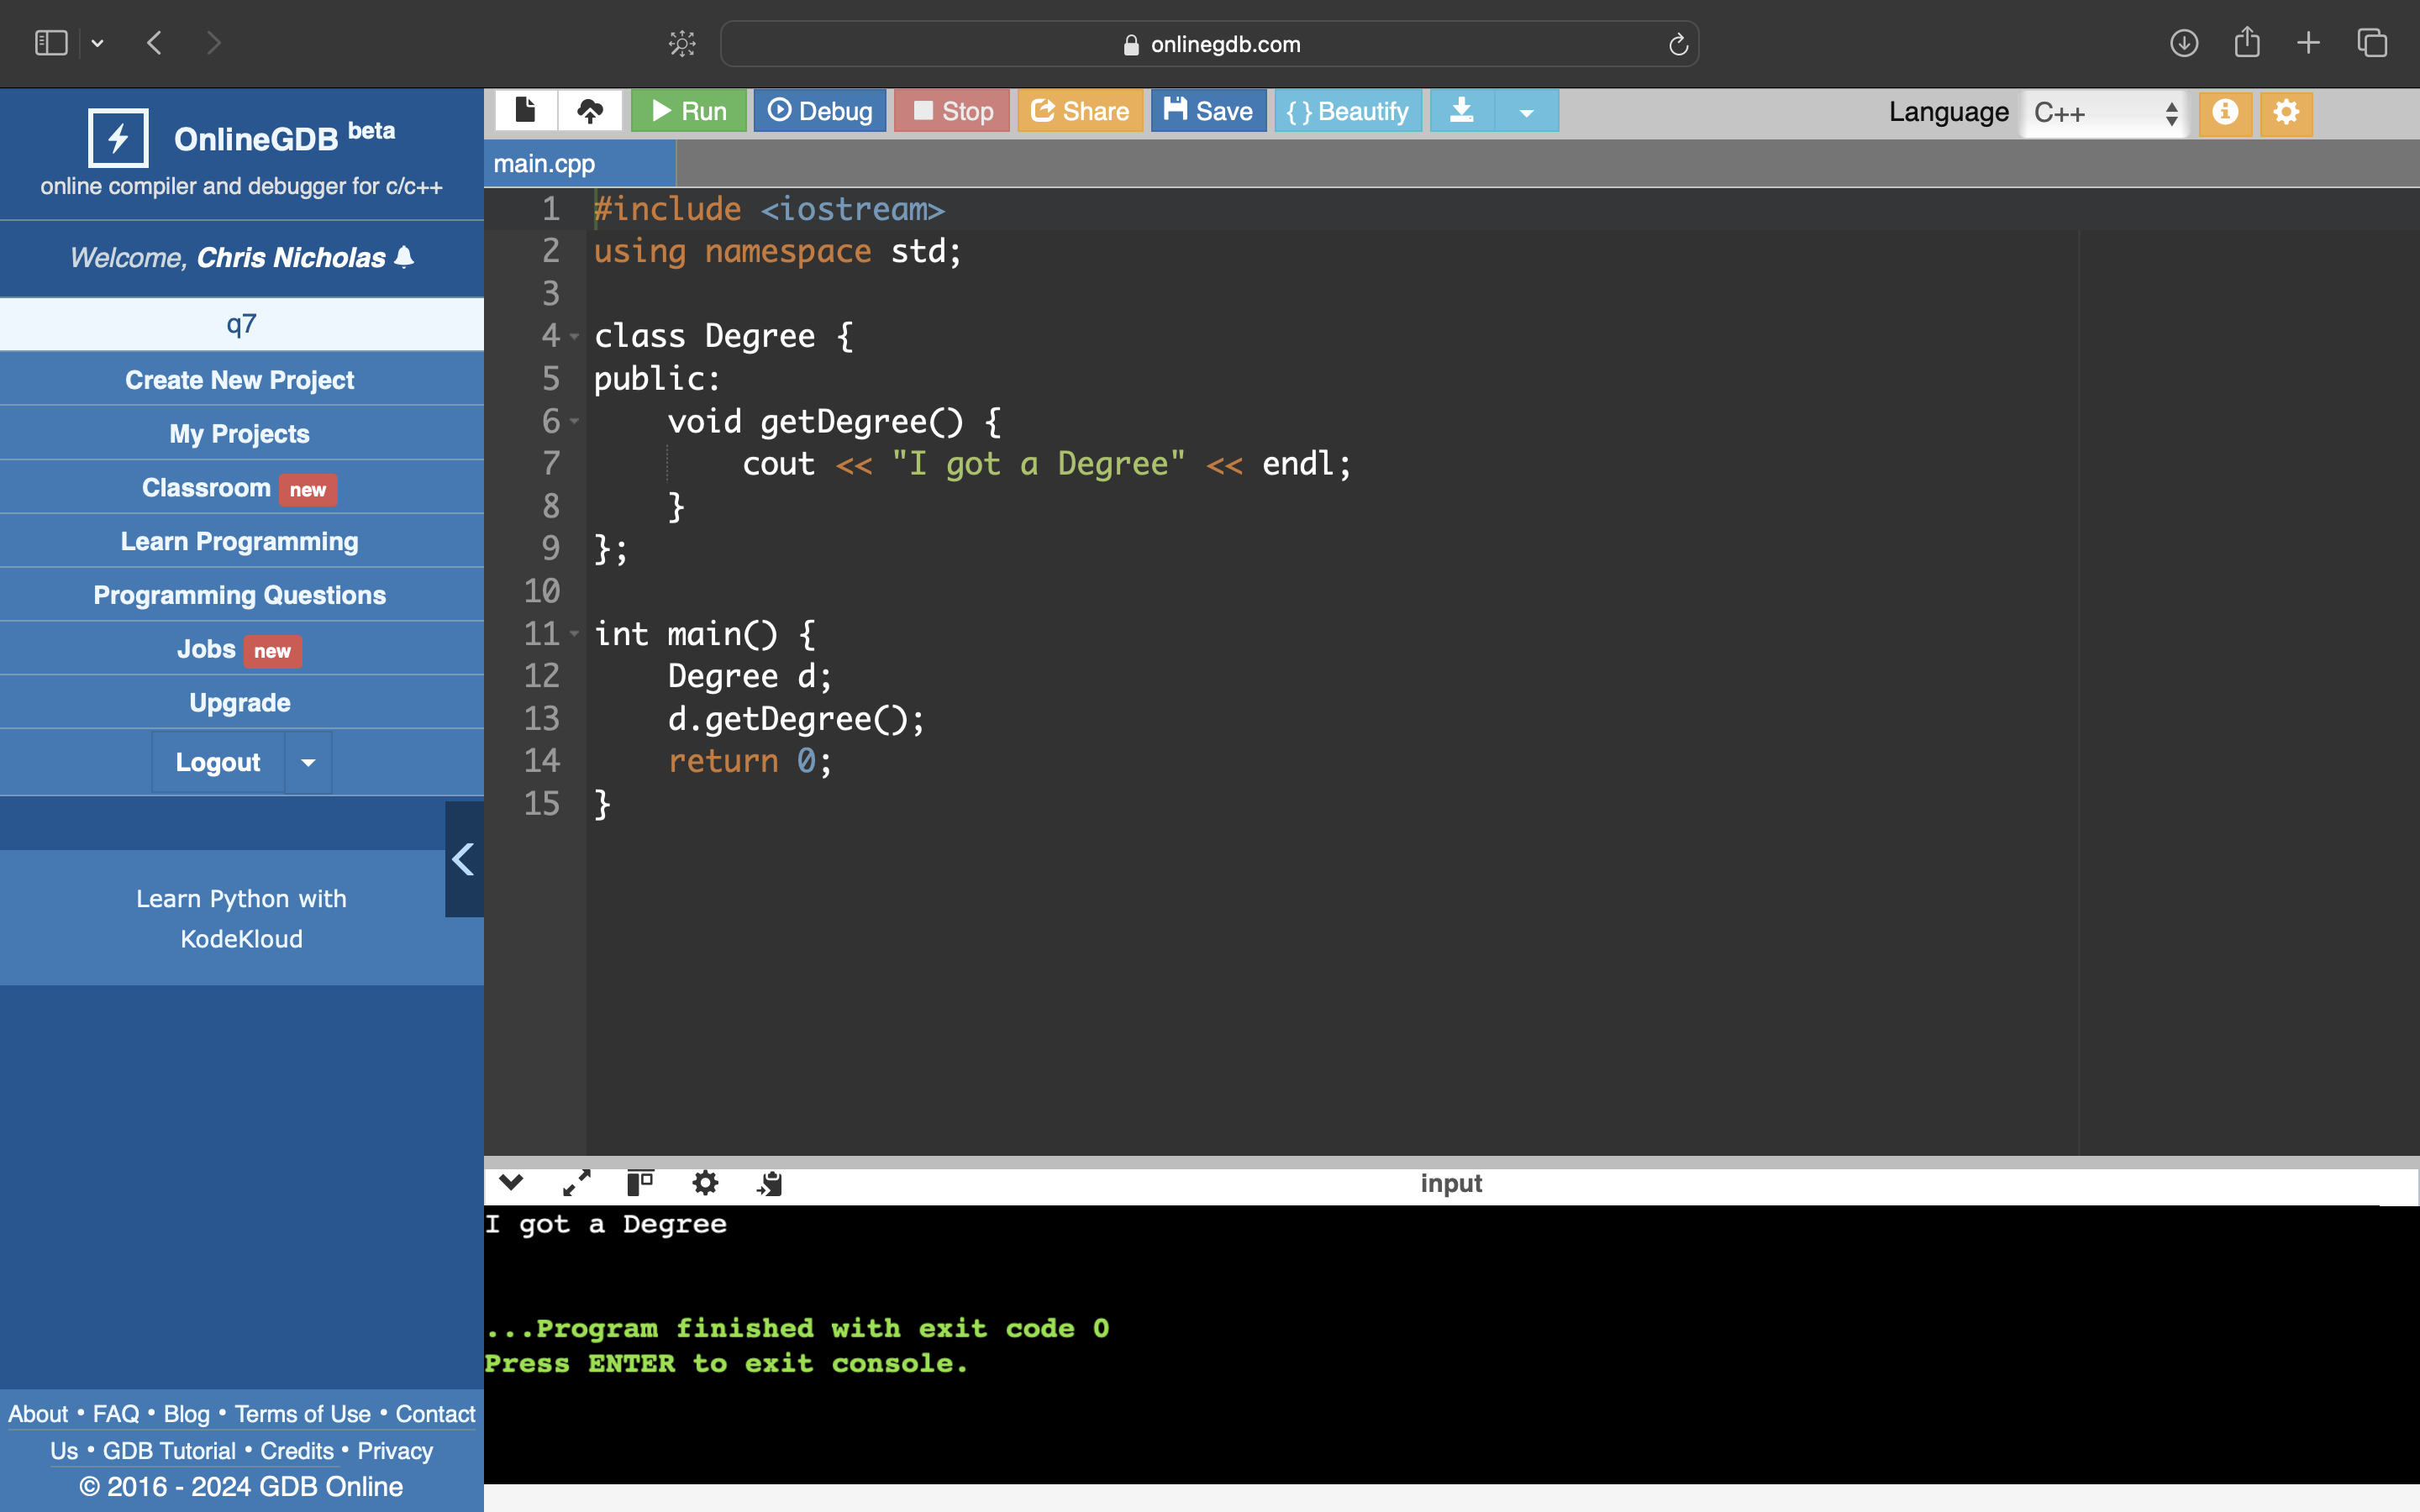 onlinegdb.com
OnlineGDB beta
online compiler and debugger for c/c++
Welcome, Chris Nicholas
q7
Create New Project
My Projects
Classroom new
Learn Programming
Programming Questions
Jobs new
Upgrade
Logout
Learn Python with
KodeKloud
About • FAQ • Blog • Terms of Use • Contact
Us • GDB Tutorial • Credits • Privacy
© 2016 - 2024 GDB Online
Run Debug Stop Share Save { } Beautify Language C++
main.cpp
1 #include <iostream>
2 using namespace std;
3
4 class Degree {
5 public:
6     void getDegree() {
7         cout << "I got a Degree" << endl;
8     }
9 };
10
11 int main() {
12     Degree d;
13     d.getDegree();
14     return 0;
15 }
input
I got a Degree
...Program finished with exit code 0
Press ENTER to exit console.